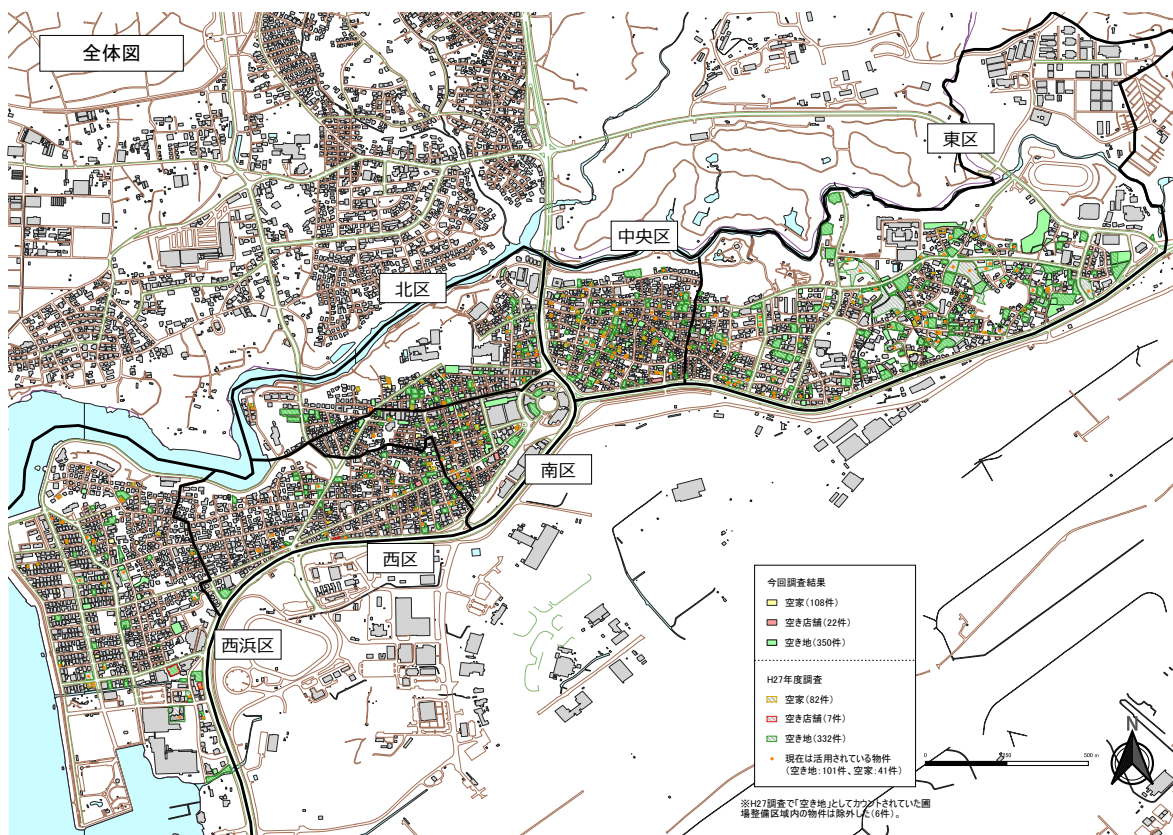 全体図
東区
中央区
北区
南区
西区
西浜区
今回調査結果
空家(108件)
空き店舗(22件)
空き地(350件)
H27年度調査
空家(82件)
空き店舗(7件)
空き地(332件)
現在は活用されている物件
(空き地:101件、空家:41件)
0 250 500 m
N
※H27調査で「空き地」としてカウントされていた圃
場整備区域内の物件は除外した(6件)。